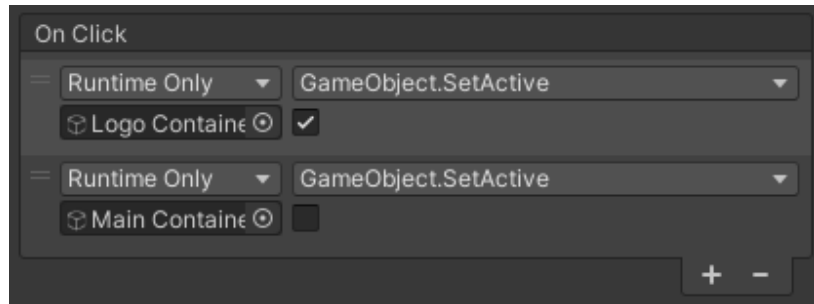 On Click
Runtime Only GameObject.SetActive
Logo Containe
Runtime Only GameObject.SetActive
Main Containe